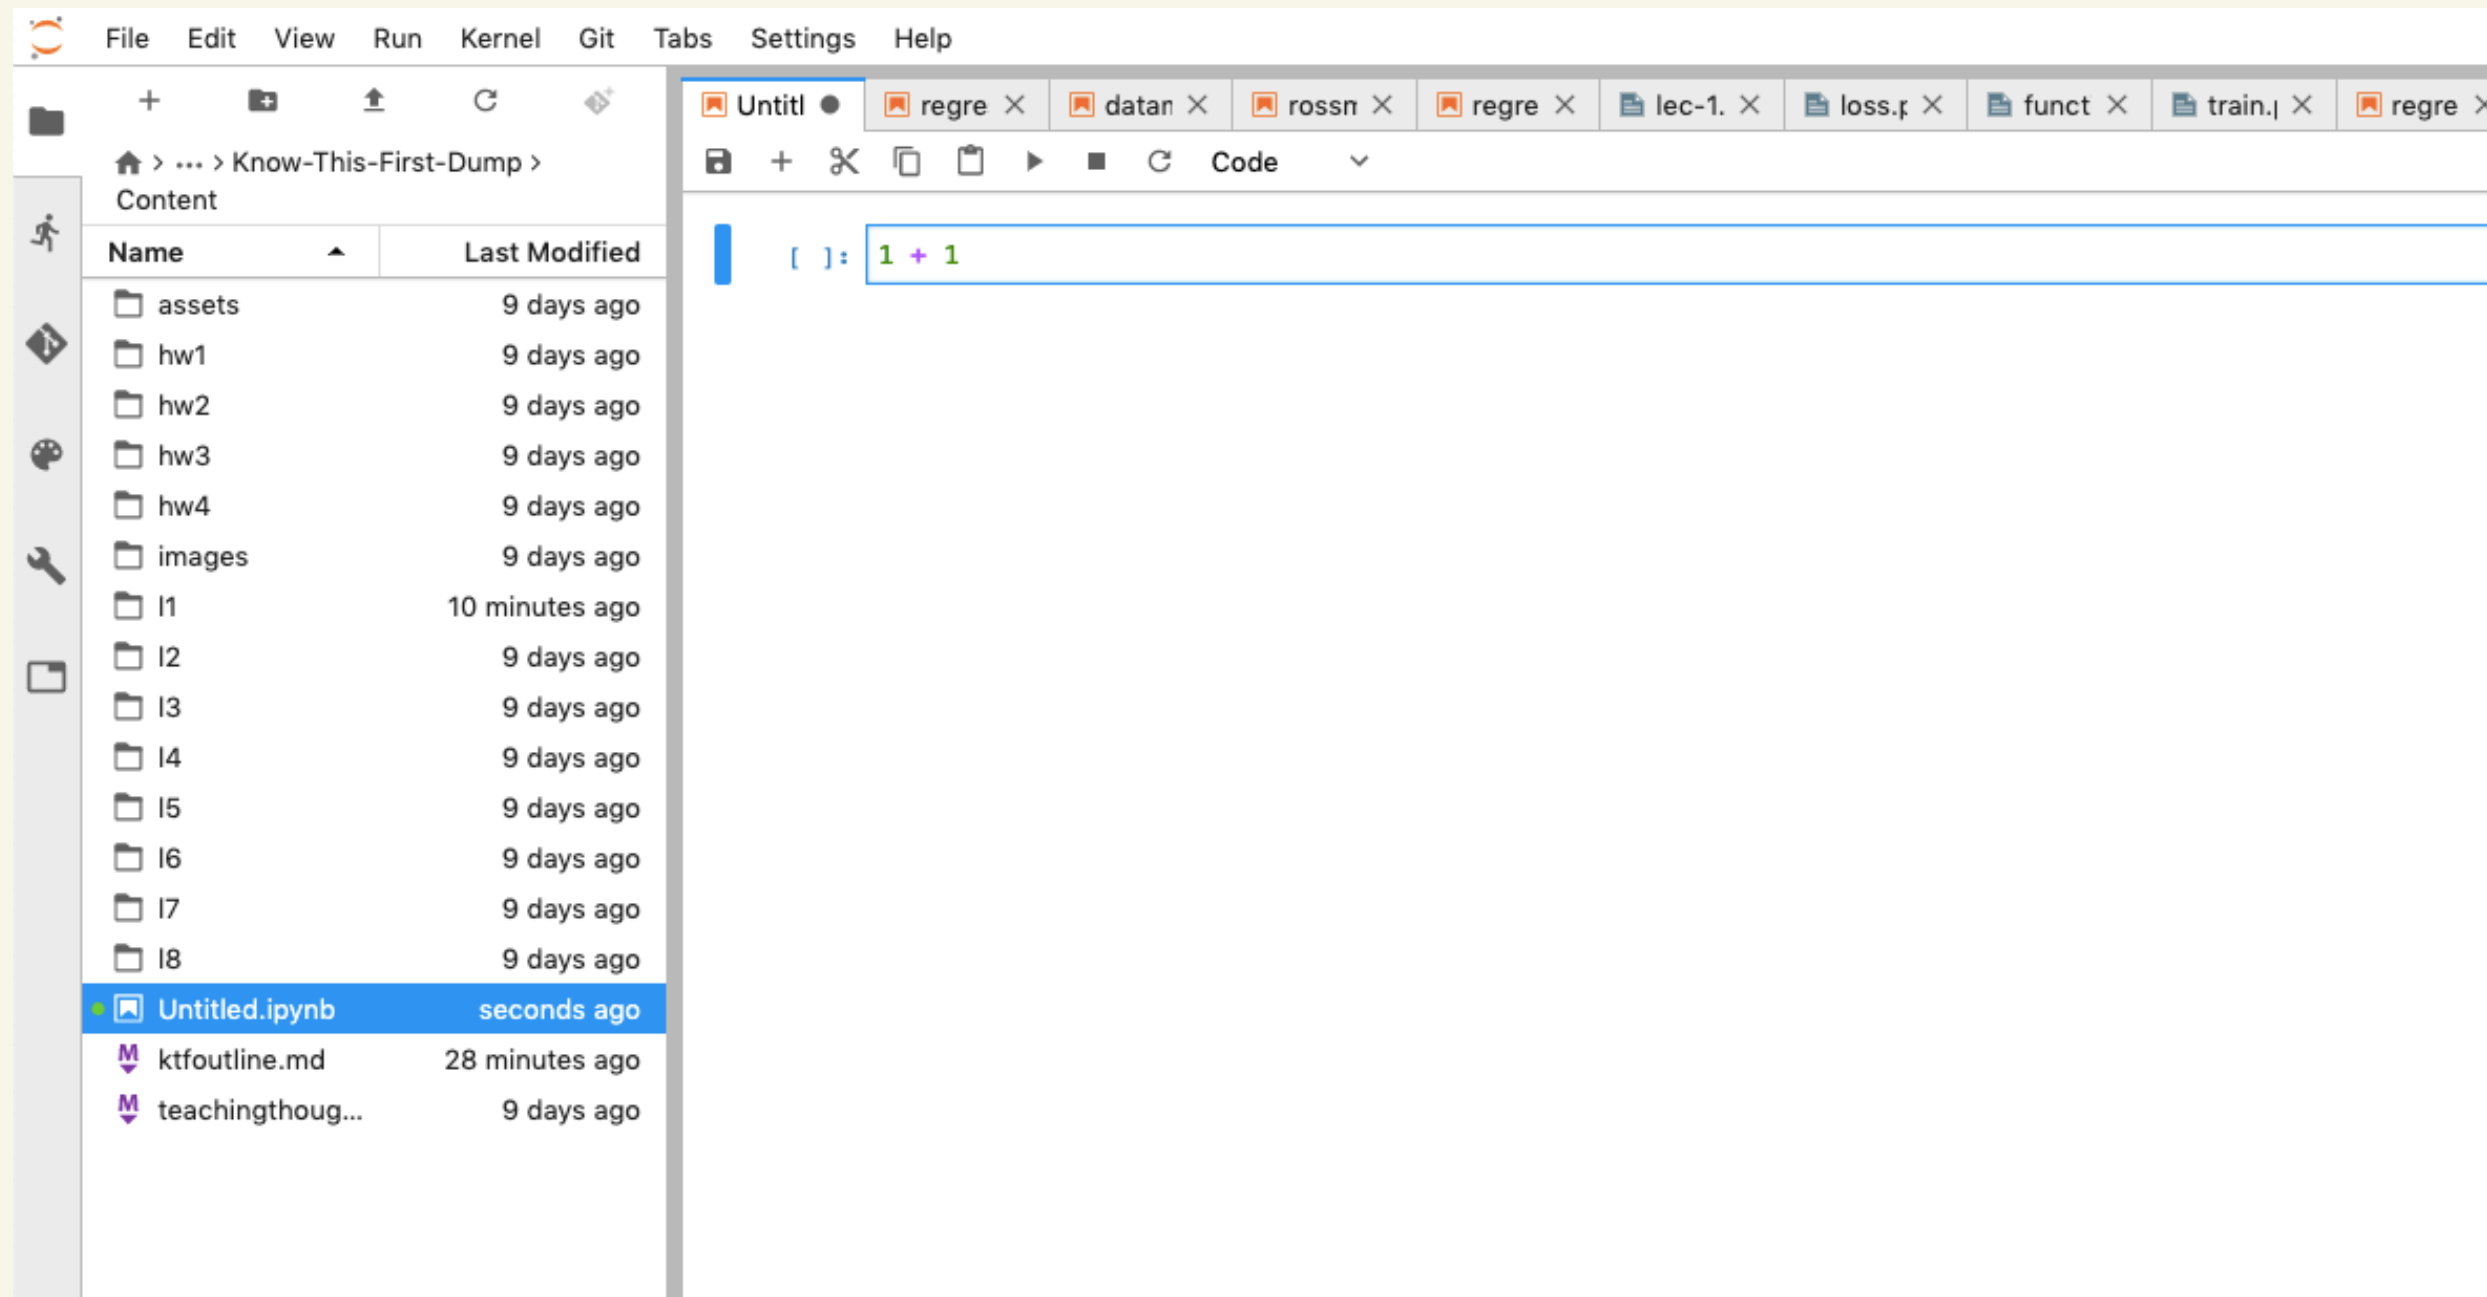 File Edit View Run Kernel Git Tabs Settings Help
Untitl regre datan rossn regre lec-1. loss.p funct train.p regre
> ... > Know-This-First-Dump >
Content
Code
Name Last Modified
[ ]: 1 + 1
assets 9 days ago
hw1 9 days ago
hw2 9 days ago
hw3 9 days ago
hw4 9 days ago
images 9 days ago
l1 10 minutes ago
l2 9 days ago
l3 9 days ago
l4 9 days ago
l5 9 days ago
l6 9 days ago
l7 9 days ago
l8 9 days ago
Untitled.ipynb seconds ago
M ktfoutline.md 28 minutes ago
M teachingthoug... 9 days ago